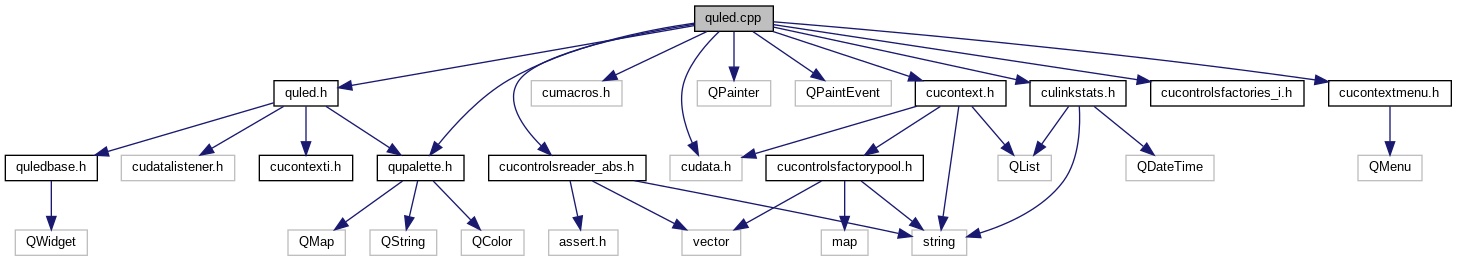 quled.cpp
quled.h
cumacros.h
QPainter
QPaintEvent
cucontext.h
culinkstats.h
cucontrolsfactories_i.h
cucontextmenu.h
quledbase.h
cudatalistener.h
cucontexti.h
qupalette.h
cucontrolsreader_abs.h
cudata.h
cucontrolsfactorypool.h
QList
QDateTime
QMenu
QWidget
QMap
QString
QColor
assert.h
vector
map
string